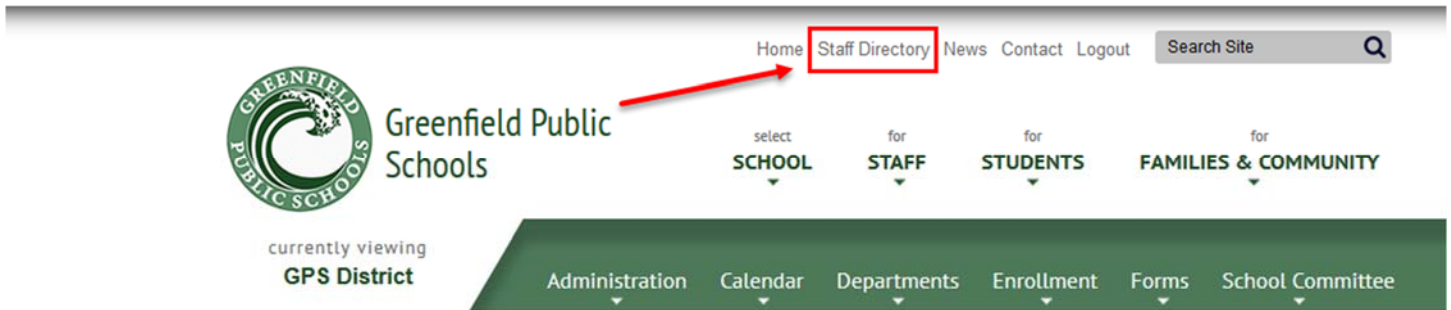 Home Staff Directory News Contact Logout Search Site
GREENFIELD PUBLIC SCHOOLS
Greenfield Public
Schools
select
SCHOOL
for
STAFF
for
STUDENTS
for
FAMILIES & COMMUNITY
currently viewing
GPS District
Administration Calendar Departments Enrollment Forms School Committee